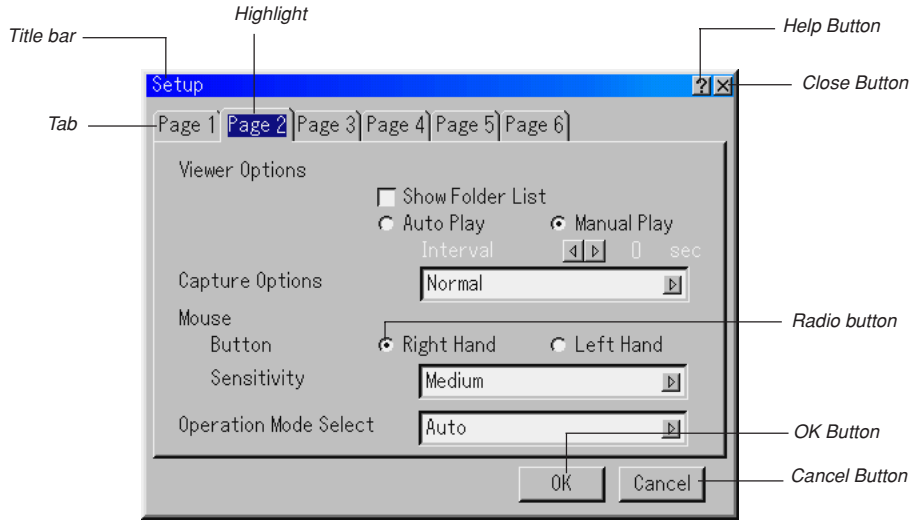 Highlight
Title bar
Help Button
Setup
?
Close Button
Tab
Page 1 Page 2 Page 3 Page 4 Page 5 Page 6
Viewer Options
Show Folder List
Auto Play Manual Play
Interval 0 sec
Capture Options Normal
Mouse
Button Right Hand Left Hand
Radio button
Sensitivity Medium
Operation Mode Select Auto
OK Button
OK Cancel
Cancel Button